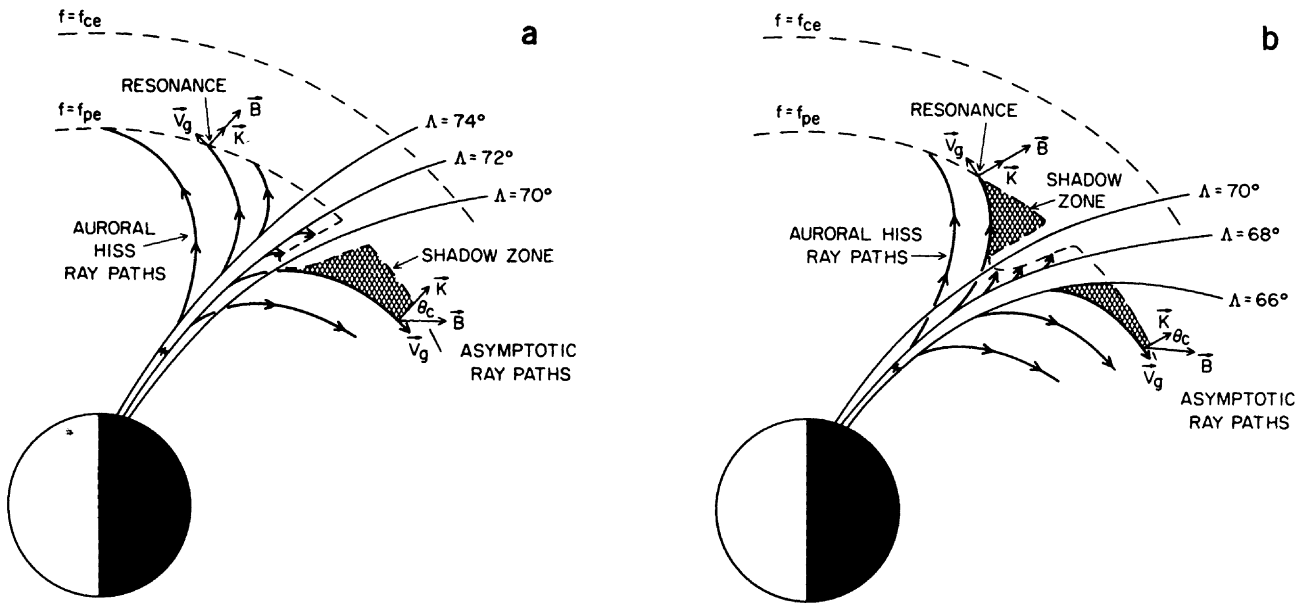 a
f = fce
RESONANCE
f = fpe
Vg
B
K
Λ = 74°
Λ = 72°
Λ = 70°
AURORAL
HISS
RAY PATHS
SHADOW ZONE
K
θc
B
Vg
ASYMPTOTIC
RAY PATHS
b
f = fce
RESONANCE
f = fpe
Vg
B
K
SHADOW
ZONE
Λ = 70°
AURORAL HISS
RAY PATHS
Λ = 68°
Λ = 66°
K
θc
B
Vg
ASYMPTOTIC
RAY PATHS